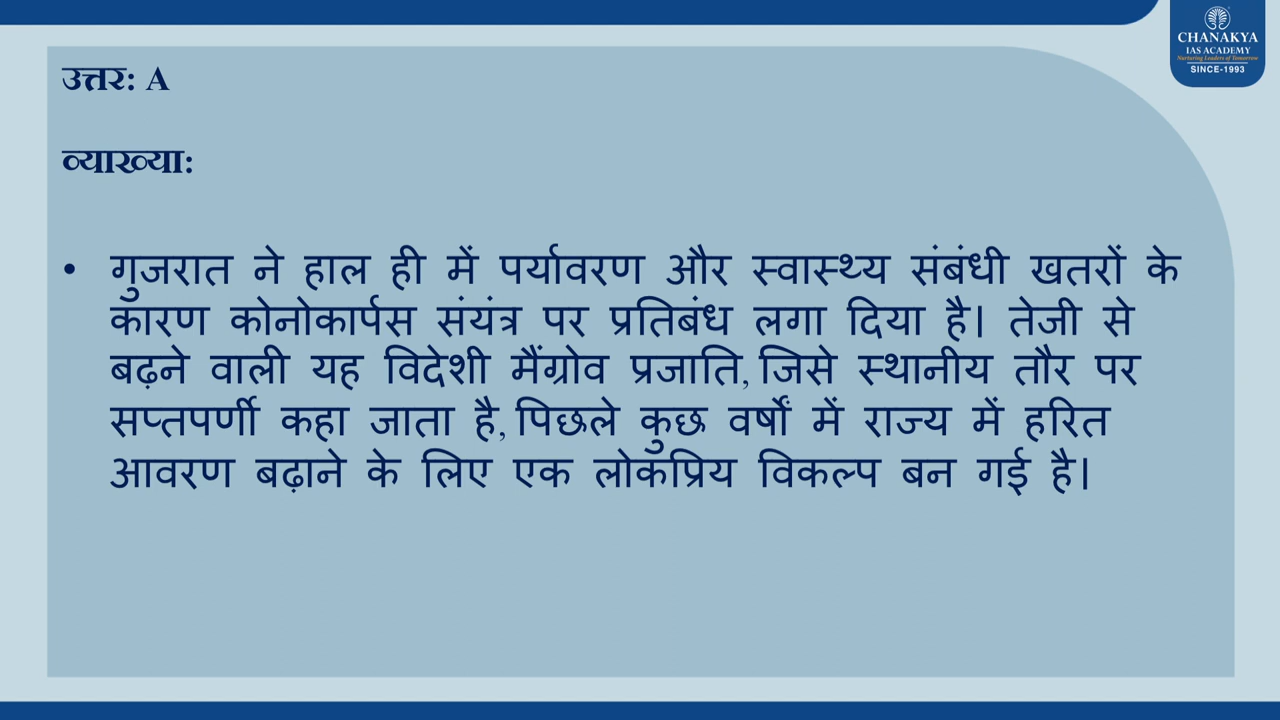 CHANAKYA
IAS ACADEMY
Nurturing Leaders of Tomorrow
SINCE-1993
उत्तर: A
व्याख्या:
• गुजरात ने हाल ही में पर्यावरण और स्वास्थ्य संबंधी खतरों के
कारण कोनोकार्पस संयंत्र पर प्रतिबंध लगा दिया है। तेजी से
बढ़ने वाली यह विदेशी मैंग्रोव प्रजाति, जिसे स्थानीय तौर पर
सप्तपर्णी कहा जाता है, पिछले कुछ वर्षों में राज्य में हरित
आवरण बढ़ाने के लिए एक लोकप्रिय विकल्प बन गई है।